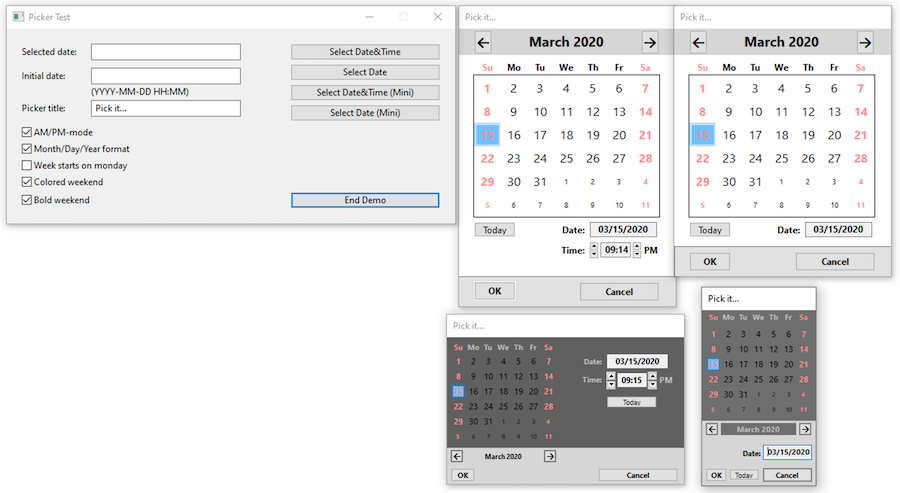 Picker Test
Selected date:
Select Date&Time
Initial date:
Select Date
(YYYY-MM-DD HH:MM)
Select Date&Time (Mini)
Picker title: Pick it...
Select Date (Mini)
AM/PM-mode
Month/Day/Year format
Week starts on monday
Colored weekend
Bold weekend
End Demo
Pick it...
March 2020
Su Mo Tu We Th Fr Sa
1 2 3 4 5 6 7
8 9 10 11 12 13 14
15 16 17 18 19 20 21
22 23 24 25 26 27 28
29 30 31 1 2 3 4
5 6 7 8 9 10 11
Today Date: 03/15/2020
Time: 09:14 PM
OK Cancel
Pick it...
March 2020
Su Mo Tu We Th Fr Sa
1 2 3 4 5 6 7
8 9 10 11 12 13 14
15 16 17 18 19 20 21
22 23 24 25 26 27 28
29 30 31 1 2 3 4
5 6 7 8 9 10 11
Today Date: 03/15/2020
OK Cancel
Pick it...
Su Mo Tu We Th Fr Sa
1 2 3 4 5 6 7
8 9 10 11 12 13 14
15 16 17 18 19 20 21
22 23 24 25 26 27 28
29 30 31 1 2 3 4
5 6 7 8 9 10 11
Date: 03/15/2020
Time: 09:15 PM
Today
March 2020
OK Cancel
Pick it...
Su Mo Tu We Th Fr Sa
1 2 3 4 5 6 7
8 9 10 11 12 13 14
15 16 17 18 19 20 21
22 23 24 25 26 27 28
29 30 31 1 2 3 4
5 6 7 8 9 10 11
March 2020
Date: 03/15/2020
OK Today Cancel